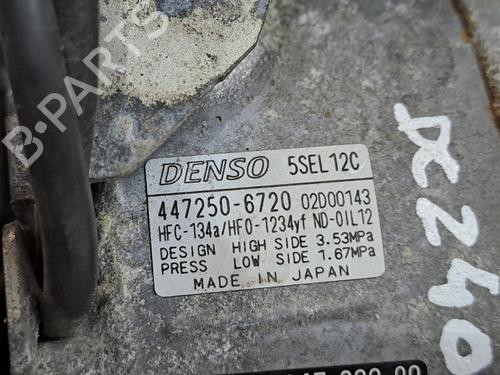 DENSO 5SEL12C
447250-6720 02D00143
HFC-134a/HFO-1234yf ND-OIL12
DESIGN HIGH SIDE 3.53MPa
PRESS LOW SIDE 1.67MPa
MADE IN JAPAN
B-PARTS